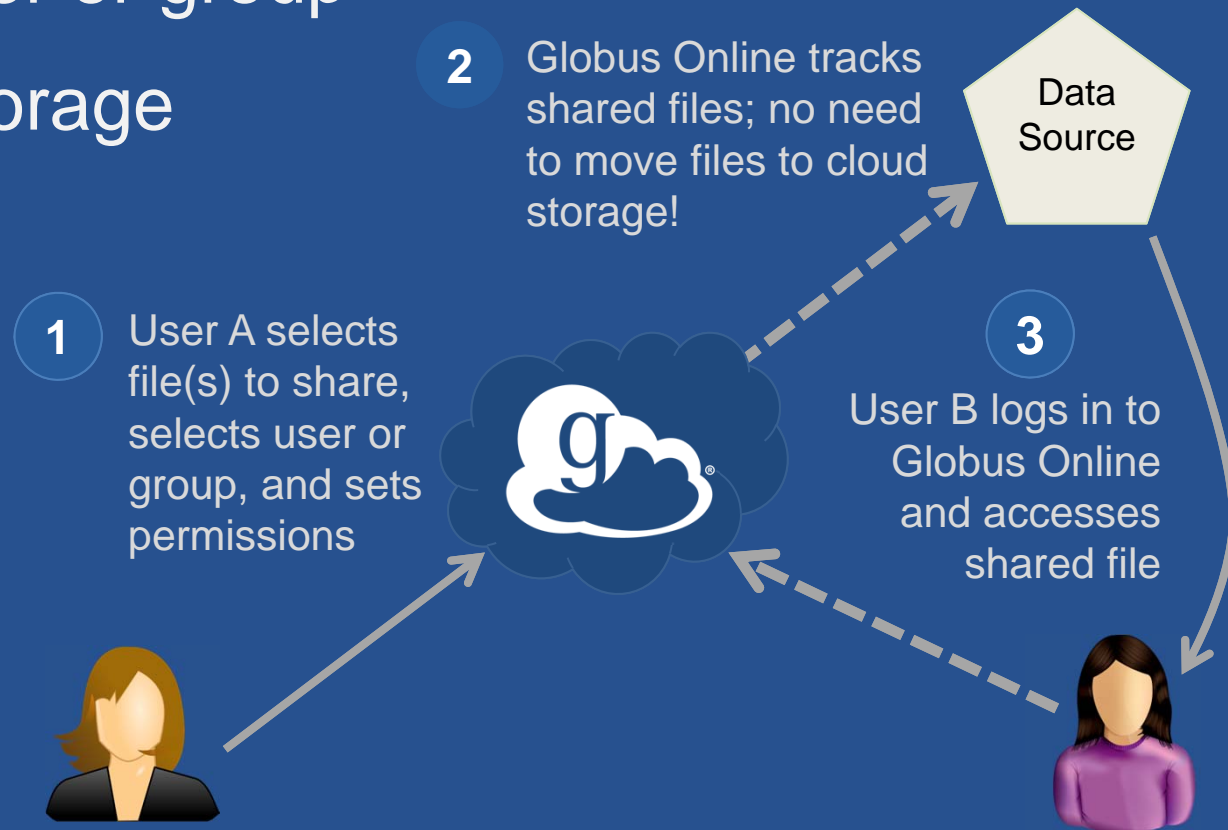 or group
orage
2
Globus Online tracks
shared files; no need
to move files to cloud
storage!
Data
Source
1
User A selects
file(s) to share,
selects user or
group, and sets
permissions
g
®
3
User B logs in to
Globus Online
and accesses
shared file